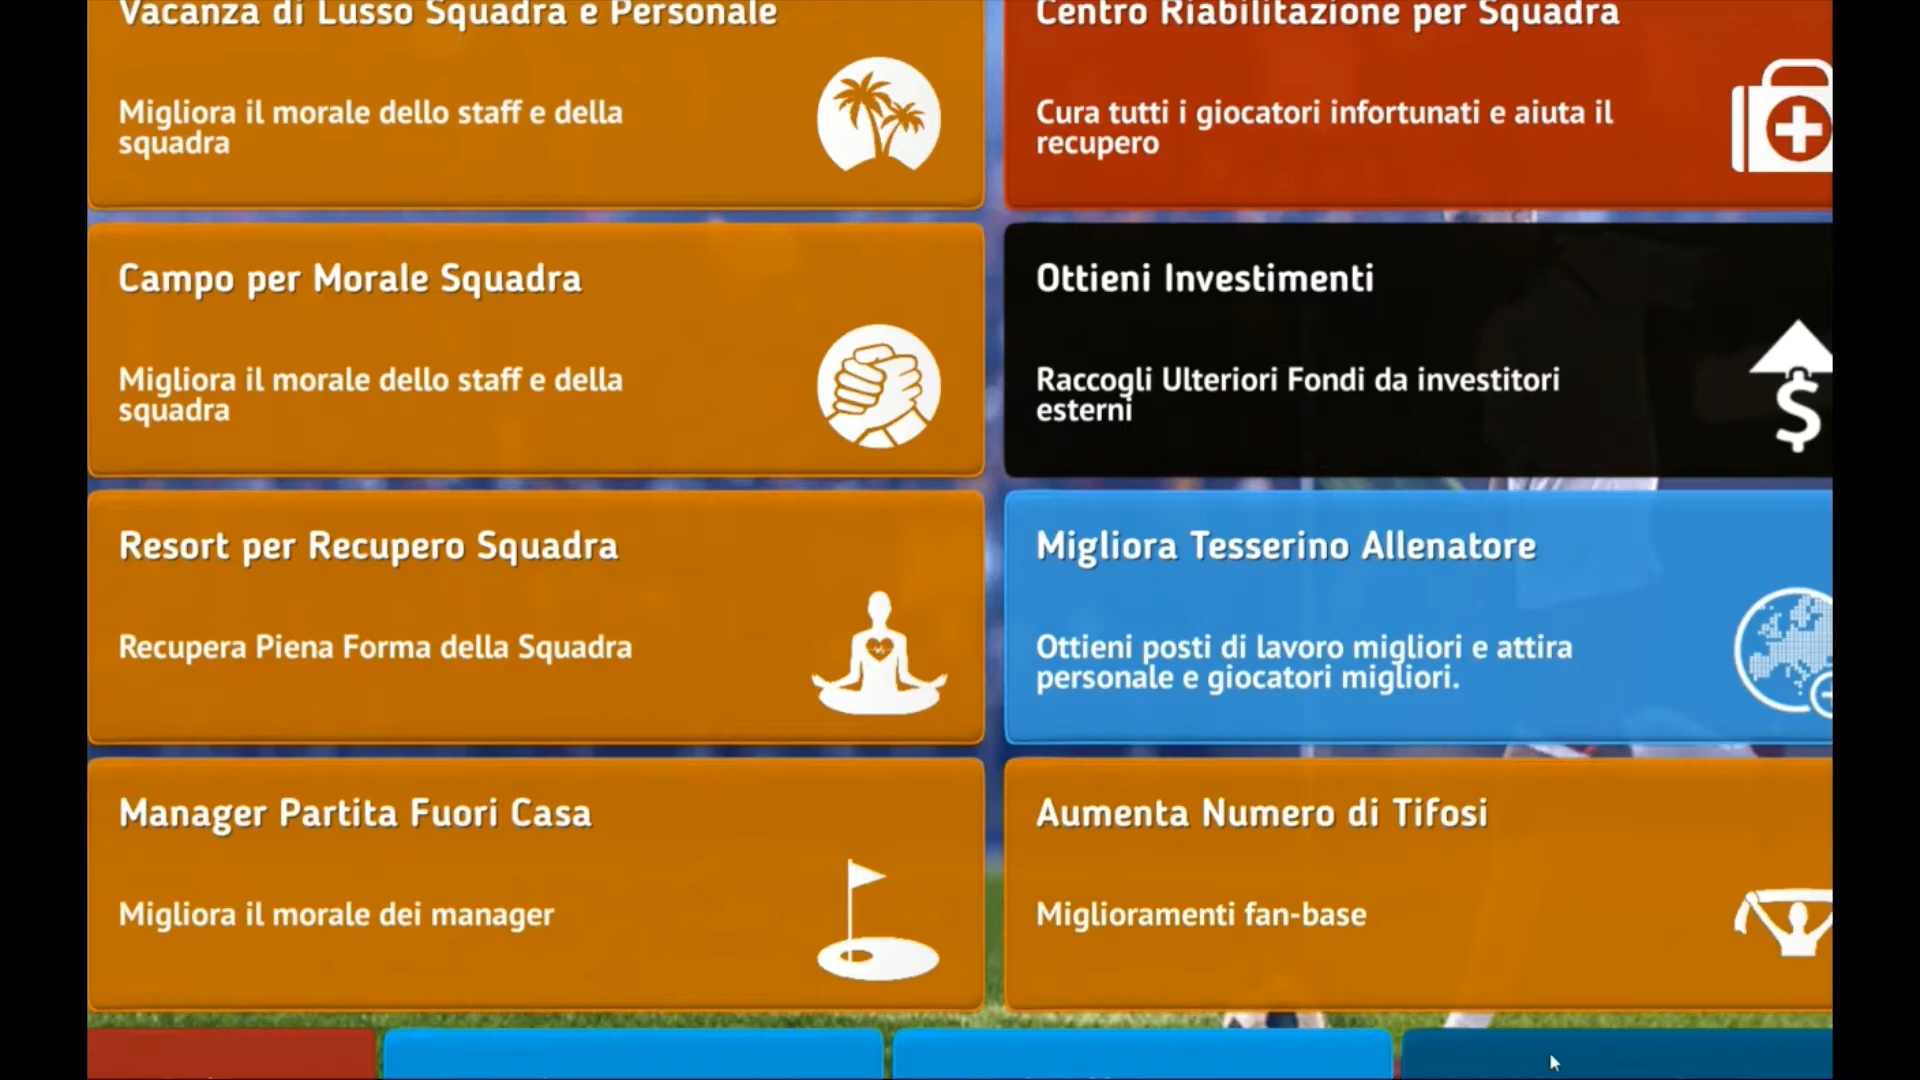 Vacanza di Lusso Squadra e Personale
Migliora il morale dello staff e della
squadra
Centro Riabilitazione per Squadra
Cura tutti i giocatori infortunati e aiuta il
recupero
Campo per Morale Squadra
Migliora il morale dello staff e della
squadra
Ottieni Investimenti
Raccogli Ulteriori Fondi da investitori
esterni
Resort per Recupero Squadra
Recupera Piena Forma della Squadra
Migliora Tesserino Allenatore
Ottieni posti di lavoro migliori e attira
personale e giocatori migliori.
Manager Partita Fuori Casa
Migliora il morale dei manager
Aumenta Numero di Tifosi
Miglioramenti fan-base